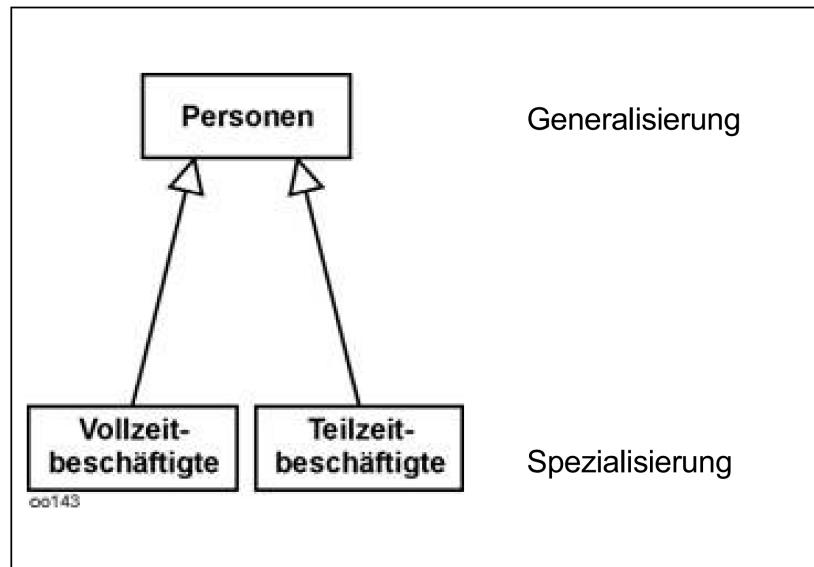 Personen
Generalisierung
Vollzeit-
beschäftigte
Teilzeit-
beschäftigte
Spezialisierung
oo143